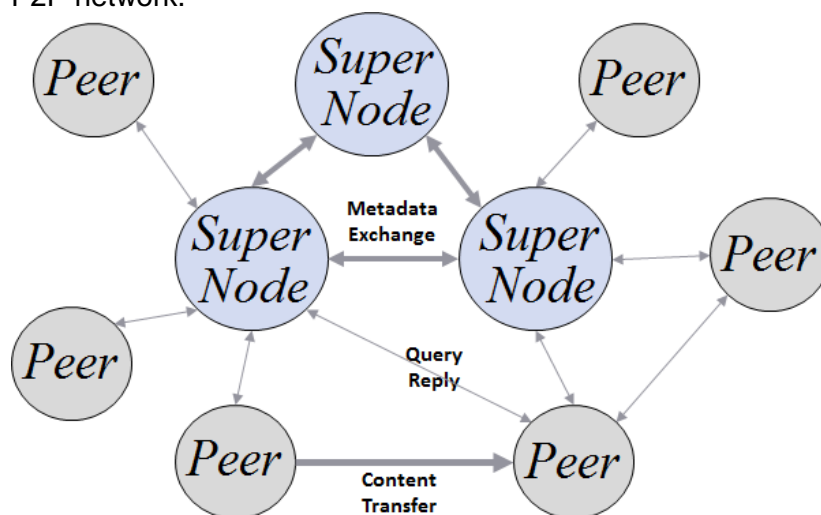 P2P network.
Peer
Super
Node
Peer
Super
Node
Metadata
Exchange
Super
Node
Peer
Peer
Query
Reply
Peer
Peer
Content
Transfer